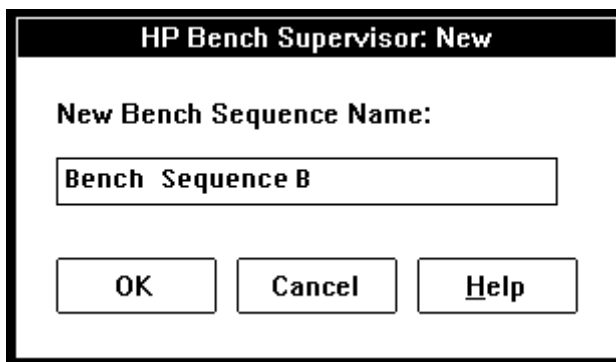 HP Bench Supervisor: New
New Bench Sequence Name:
Bench Sequence B
OK Cancel Help